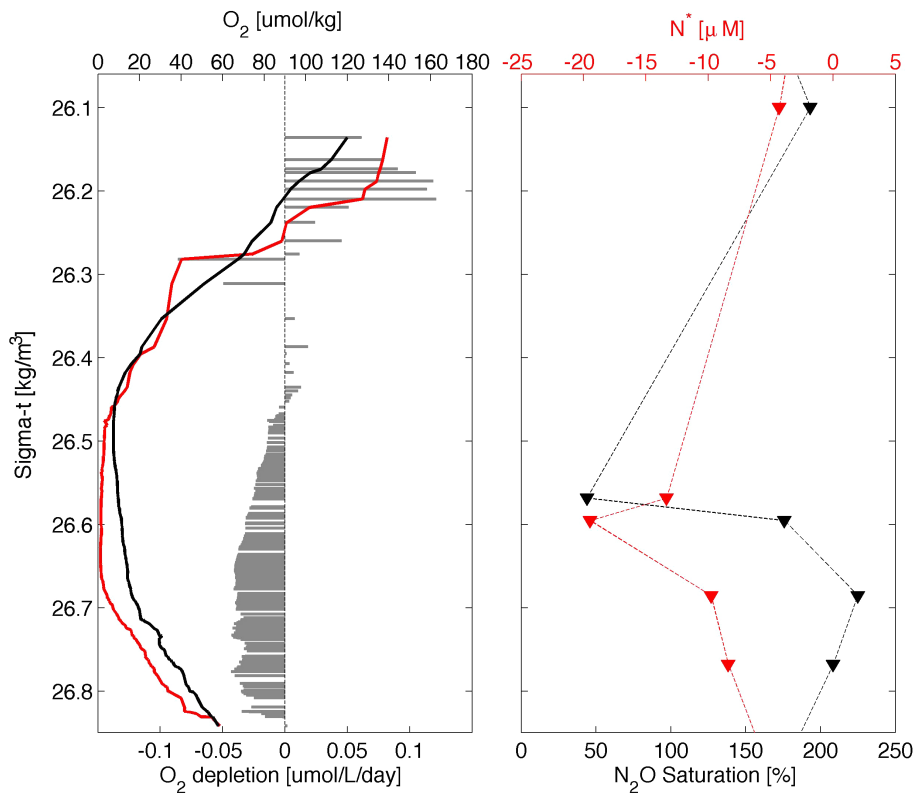 O2 [umol/kg]
0 20 40 60 80 100 120 140 160 180
Sigma-t [kg/m³]
26.1
26.2
26.3
26.4
26.5
26.6
26.7
26.8
-0.1 -0.05 0 0.05 0.1
O2 depletion [umol/L/day]
N* [μ M]
-25 -20 -15 -10 -5 0 5
0 50 100 150 200 250
N2O Saturation [%]